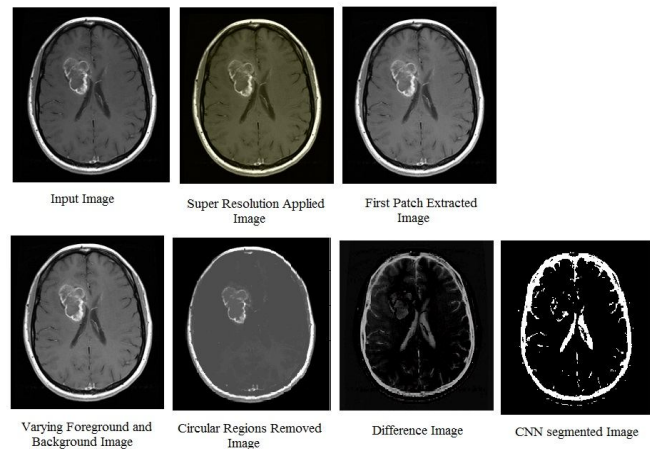 Input Image
Super Resolution Applied
Image
First Patch Extracted
Image
Varying Foreground and
Background Image
Circular Regions Removed
Image
Difference Image
CNN segmented Image